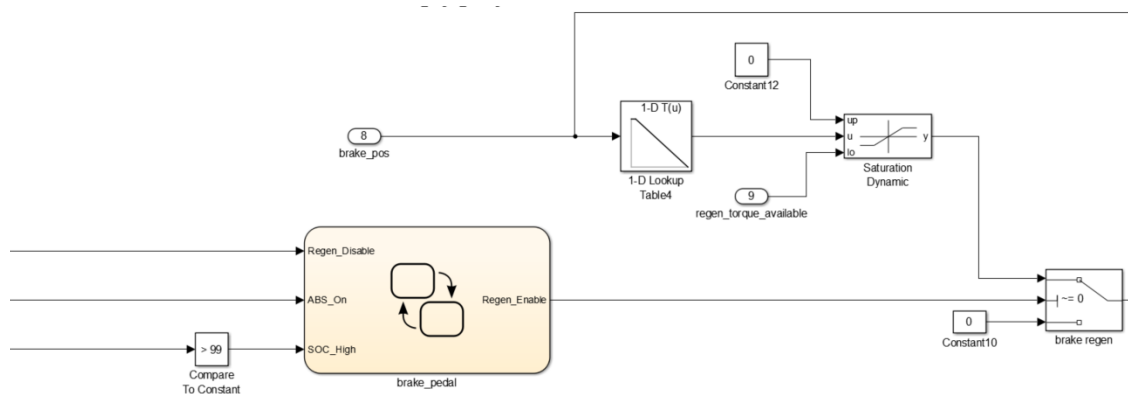 0
Constant12
1-D T(u)
8
brake_pos
up
u
lo
y
1-D Lookup
Table4
Saturation
Dynamic
9
regen_torque_available
Regen_Disable
ABS_On
Regen_Enable
SOC_High
~= 0
0
Constant10
brake regen
> 99
Compare
To Constant
brake_pedal